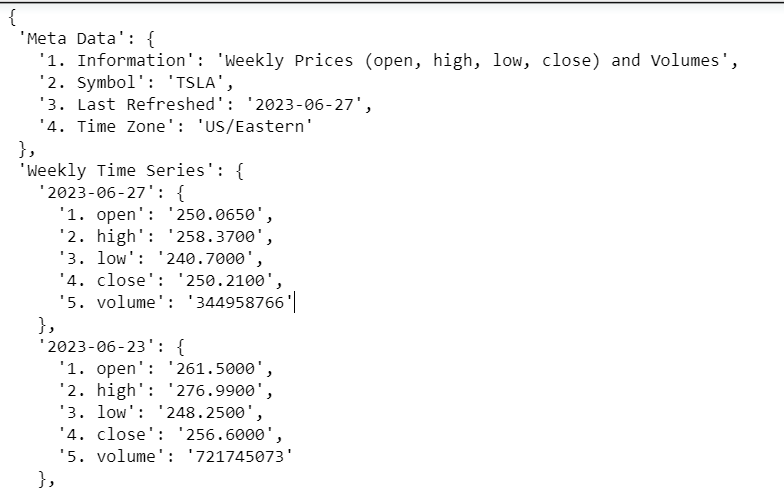 {
'Meta Data': {
'1. Information': 'Weekly Prices (open, high, low, close) and Volumes',
'2. Symbol': 'TSLA',
'3. Last Refreshed': '2023-06-27',
'4. Time Zone': 'US/Eastern'
},
'Weekly Time Series': {
'2023-06-27': {
'1. open': '250.0650',
'2. high': '258.3700',
'3. low': '240.7000',
'4. close': '250.2100',
'5. volume': '344958766'
},
'2023-06-23': {
'1. open': '261.5000',
'2. high': '276.9900',
'3. low': '248.2500',
'4. close': '256.6000',
'5. volume': '721745073'
},